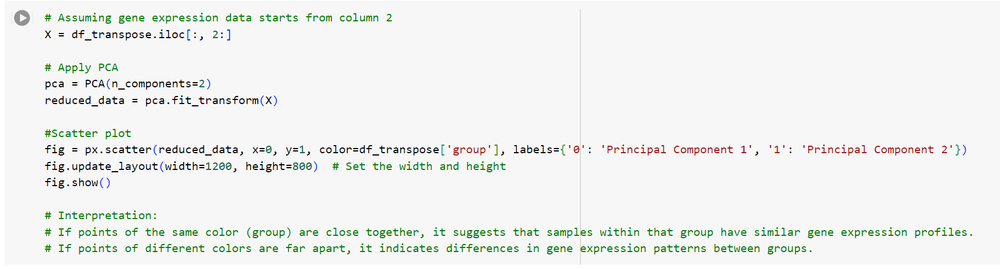 # Assuming gene expression data starts from column 2
X = df_transpose.iloc[:, 2:]
# Apply PCA
pca = PCA(n_components=2)
reduced_data = pca.fit_transform(X)
#Scatter plot
fig = px.scatter(reduced_data, x=0, y=1, color=df_transpose['group'], labels={'0': 'Principal Component 1', '1': 'Principal Component 2'})
fig.update_layout(width=1200, height=800)  # Set the width and height
fig.show()
# Interpretation:
# If points of the same color (group) are close together, it suggests that samples within that group have similar gene expression profiles.
# If points of different colors are far apart, it indicates differences in gene expression patterns between groups.